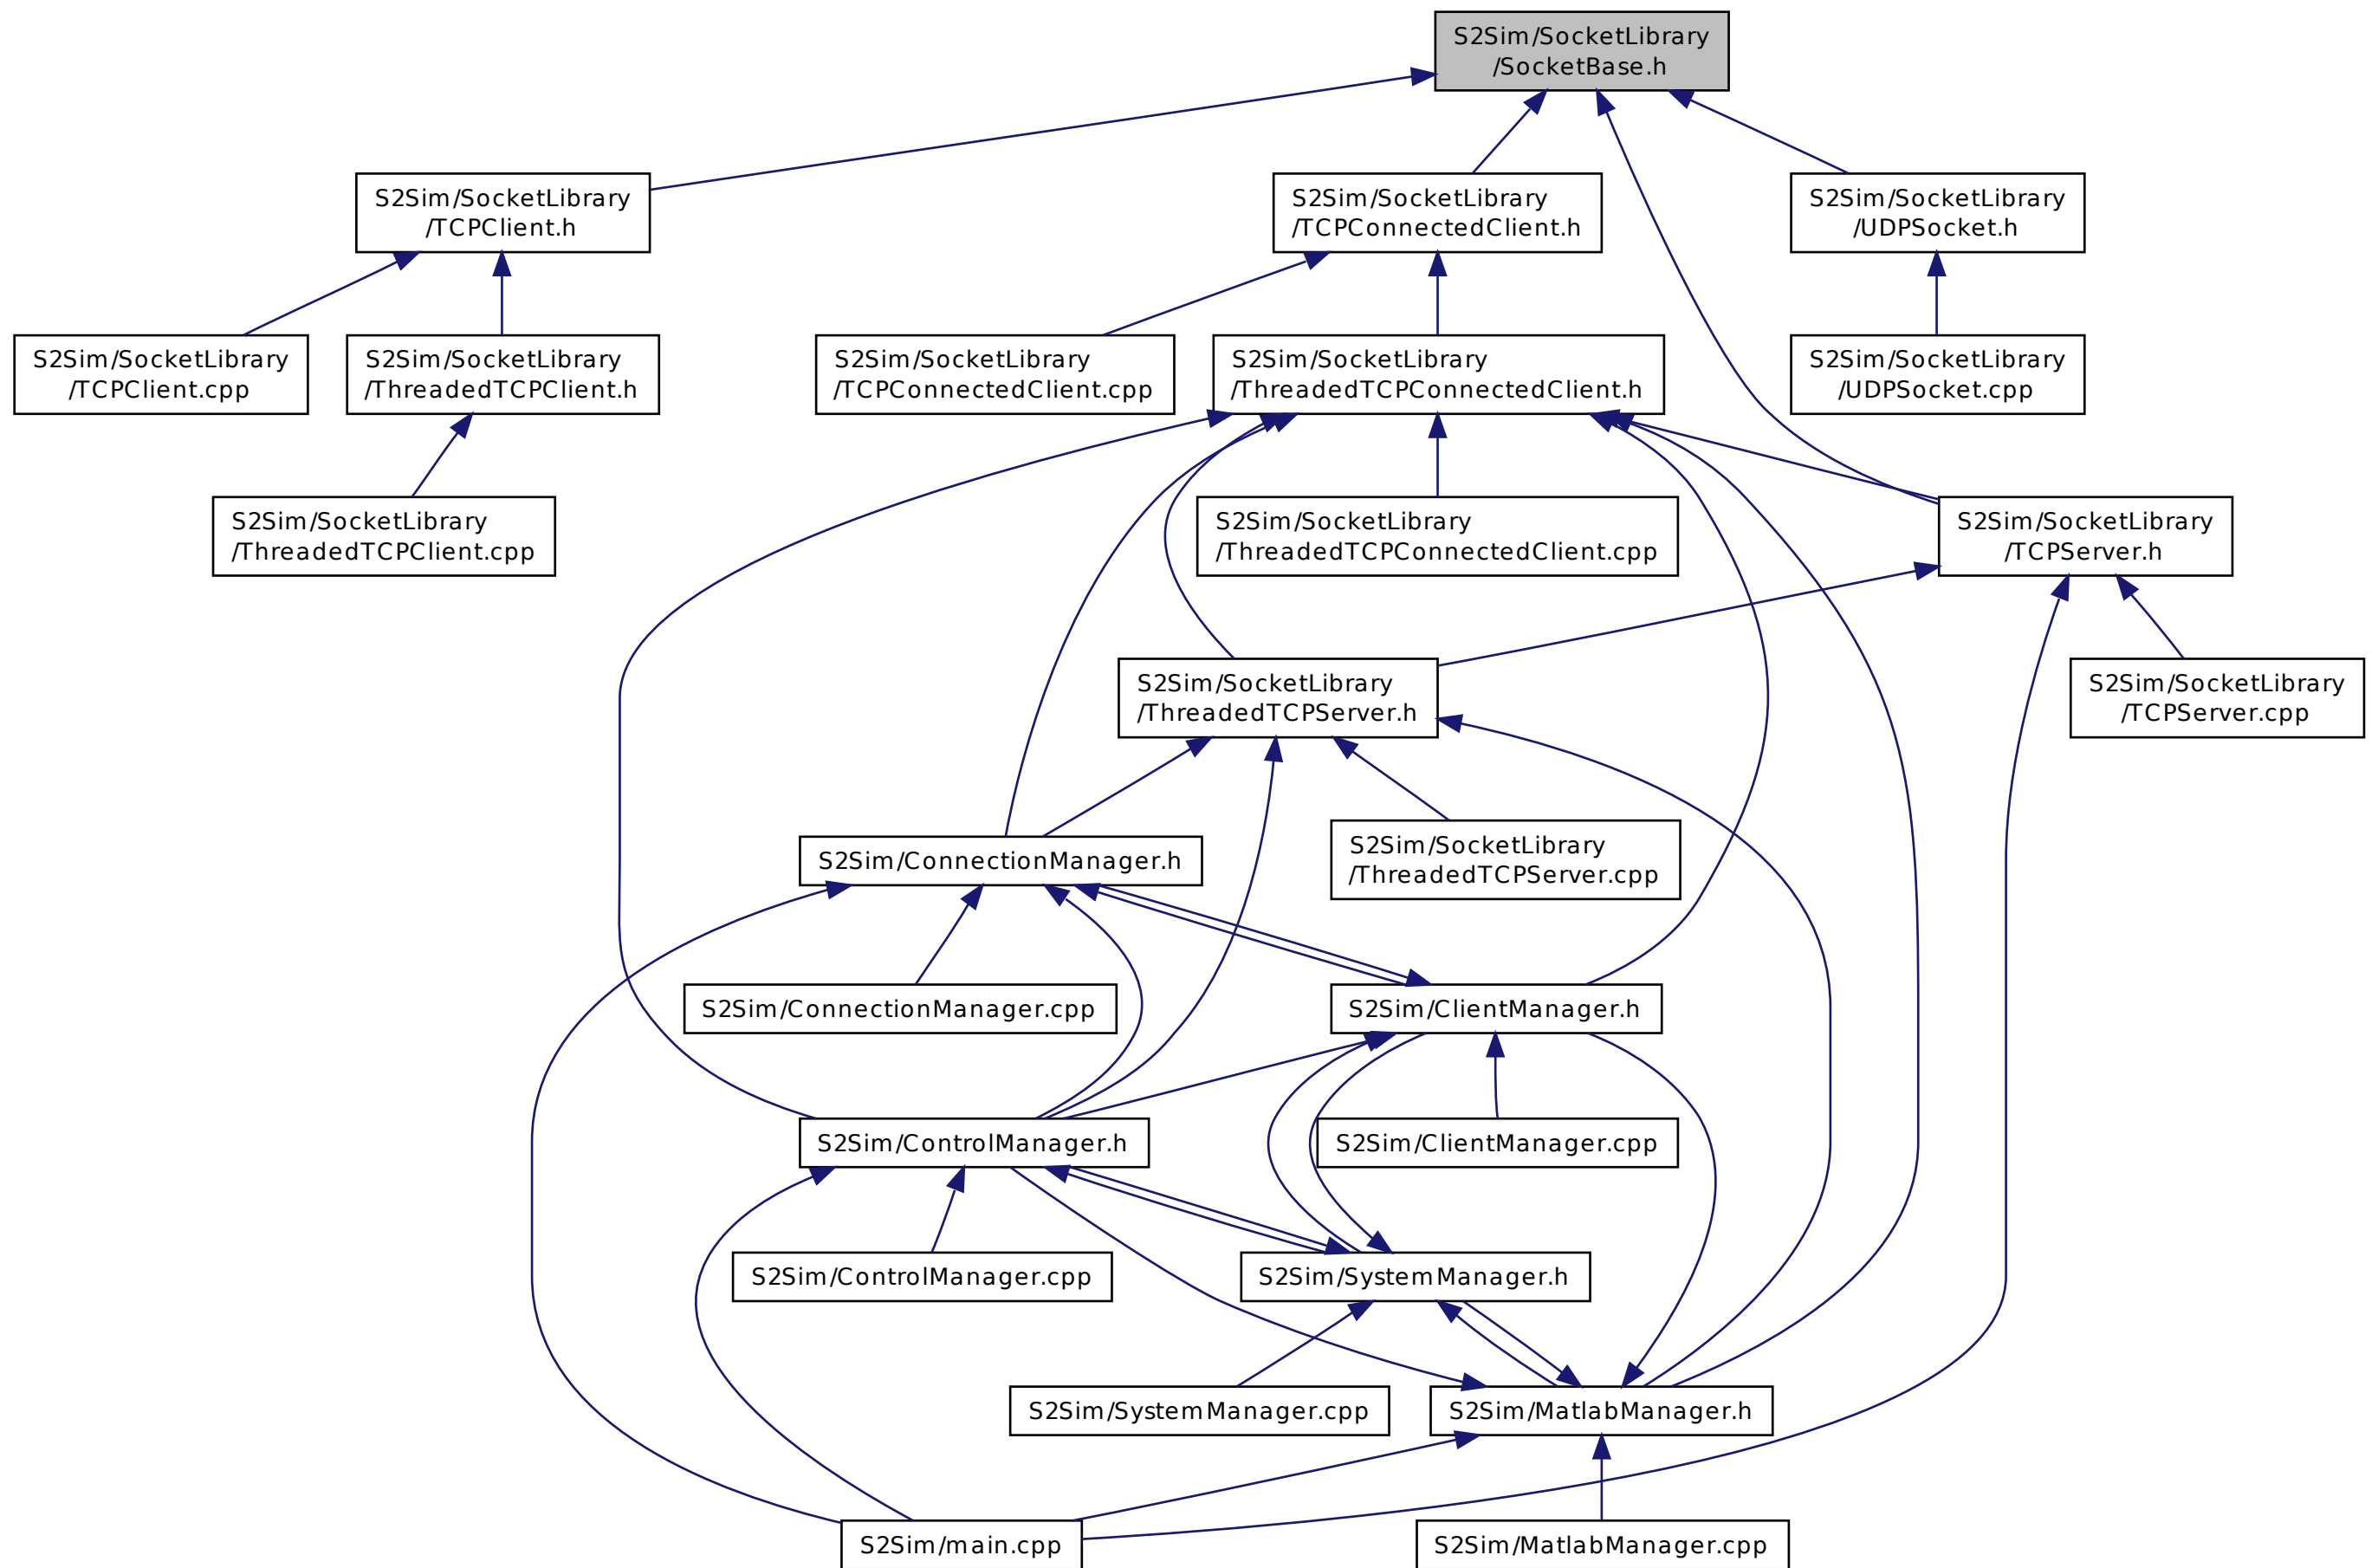 S2Sim/SocketLibrary
/SocketBase.h
S2Sim/SocketLibrary
/TCPClient.h
S2Sim/SocketLibrary
/TCPConnectedClient.h
S2Sim/SocketLibrary
/UDPSocket.h
S2Sim/SocketLibrary
/TCPClient.cpp
S2Sim/SocketLibrary
/ThreadedTCPClient.h
S2Sim/SocketLibrary
/TCPConnectedClient.cpp
S2Sim/SocketLibrary
/ThreadedTCPConnectedClient.h
S2Sim/SocketLibrary
/UDPSocket.cpp
S2Sim/SocketLibrary
/ThreadedTCPClient.cpp
S2Sim/SocketLibrary
/ThreadedTCPConnectedClient.cpp
S2Sim/SocketLibrary
/TCPServer.h
S2Sim/SocketLibrary
/ThreadedTCPServer.h
S2Sim/SocketLibrary
/TCPServer.cpp
S2Sim/ConnectionManager.h
S2Sim/SocketLibrary
/ThreadedTCPServer.cpp
S2Sim/ConnectionManager.cpp
S2Sim/ClientManager.h
S2Sim/ControlManager.h
S2Sim/ClientManager.cpp
S2Sim/ControlManager.cpp
S2Sim/SystemManager.h
S2Sim/SystemManager.cpp
S2Sim/MatlabManager.h
S2Sim/main.cpp
S2Sim/MatlabManager.cpp